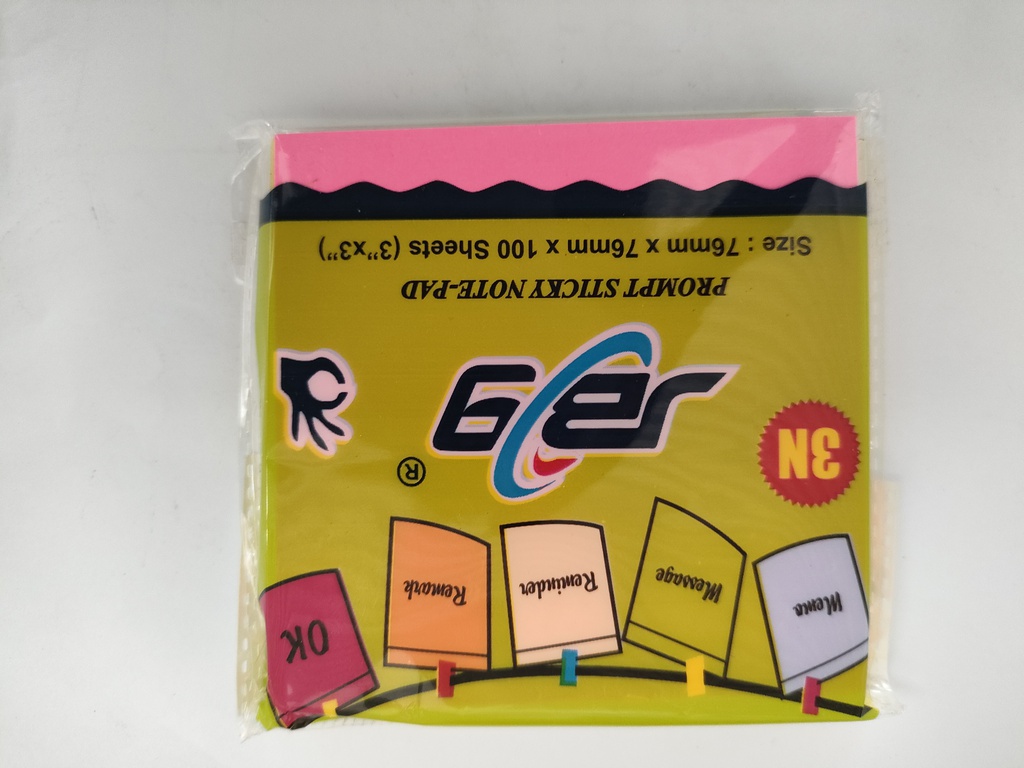 Memo
Message
Reminder
Remark
OK
3N
®
PROMPT STICKY NOTE-PAD
Size : 76mm x 76mm x 100 Sheets (3"x3")